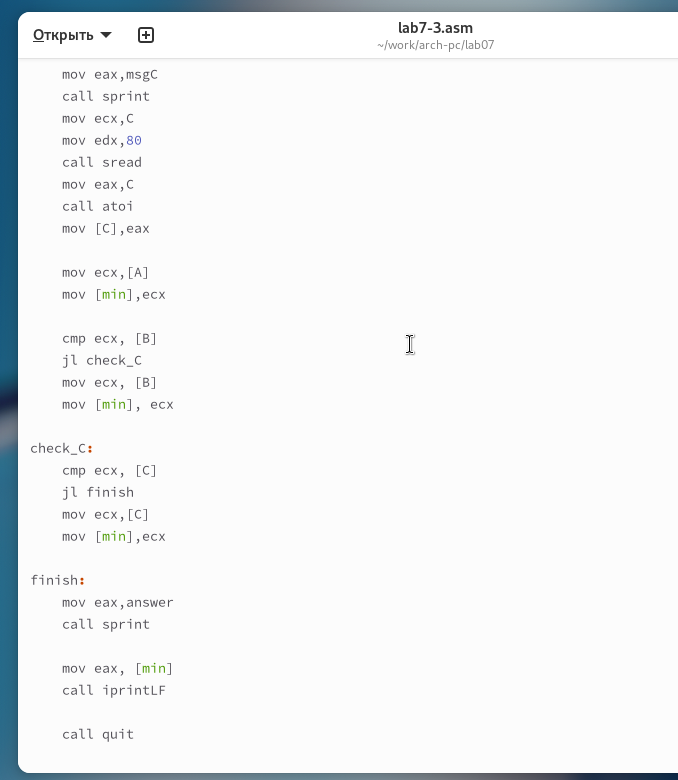 Открыть
lab7-3.asm
~/work/arch-pc/lab07
mov eax,msgC
call sprint
mov ecx,C
mov edx,80
call sread
mov eax,C
call atoi
mov [C],eax
mov ecx,[A]
mov [min],ecx
cmp ecx, [B]
jl check_C
mov ecx, [B]
mov [min], ecx
check_C:
cmp ecx, [C]
jl finish
mov ecx,[C]
mov [min],ecx
finish:
mov eax,answer
call sprint
mov eax, [min]
call iprintLF
call quit